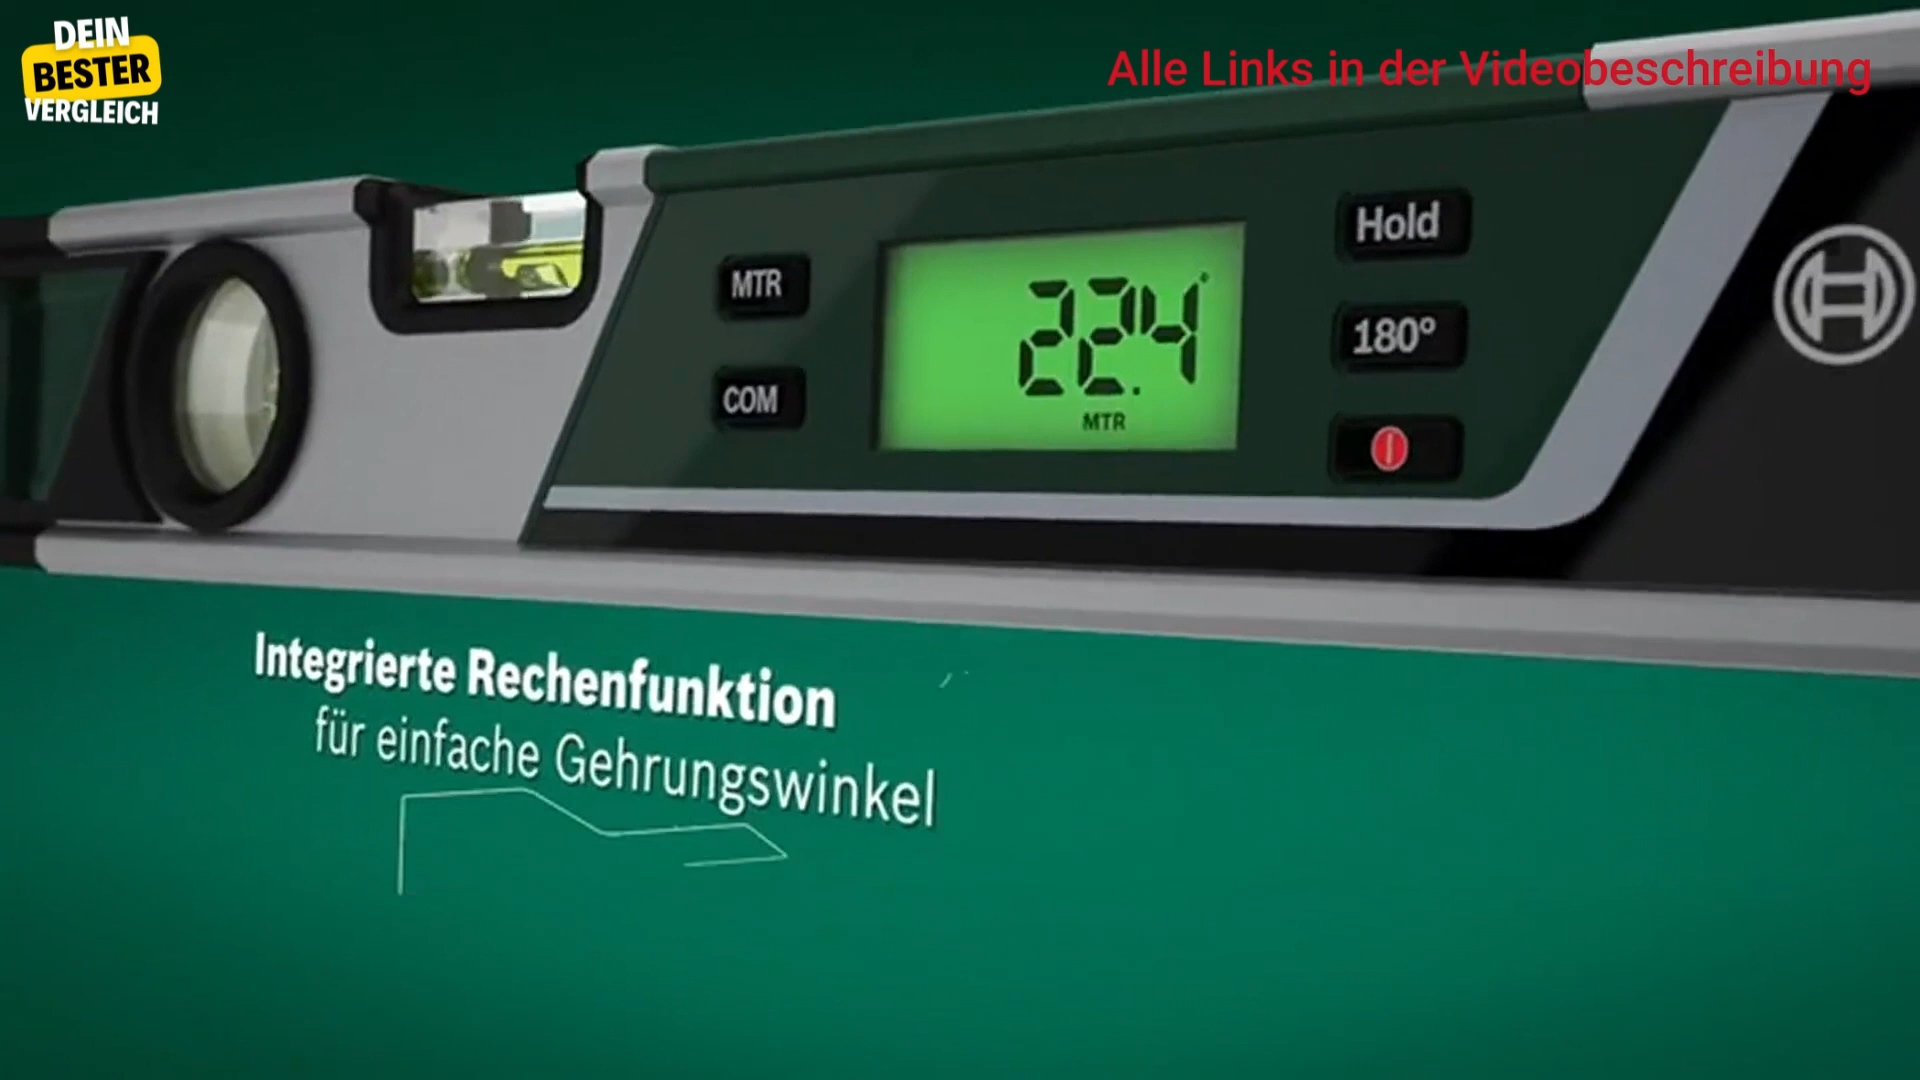 DEIN
BESTER
VERGLEICH
Alle Links in der Videobeschreibung
MTR
COM
22.4°
MTR
Hold
180°
Integrierte Rechenfunktion
für einfache Gehrungswinkel